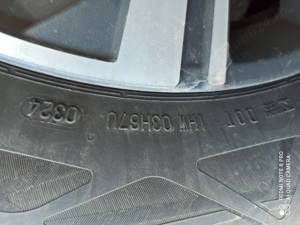 DOT 1HW 03H67U 0324
REDMI NOTE 8 PRO
AI QUAD CAMERA